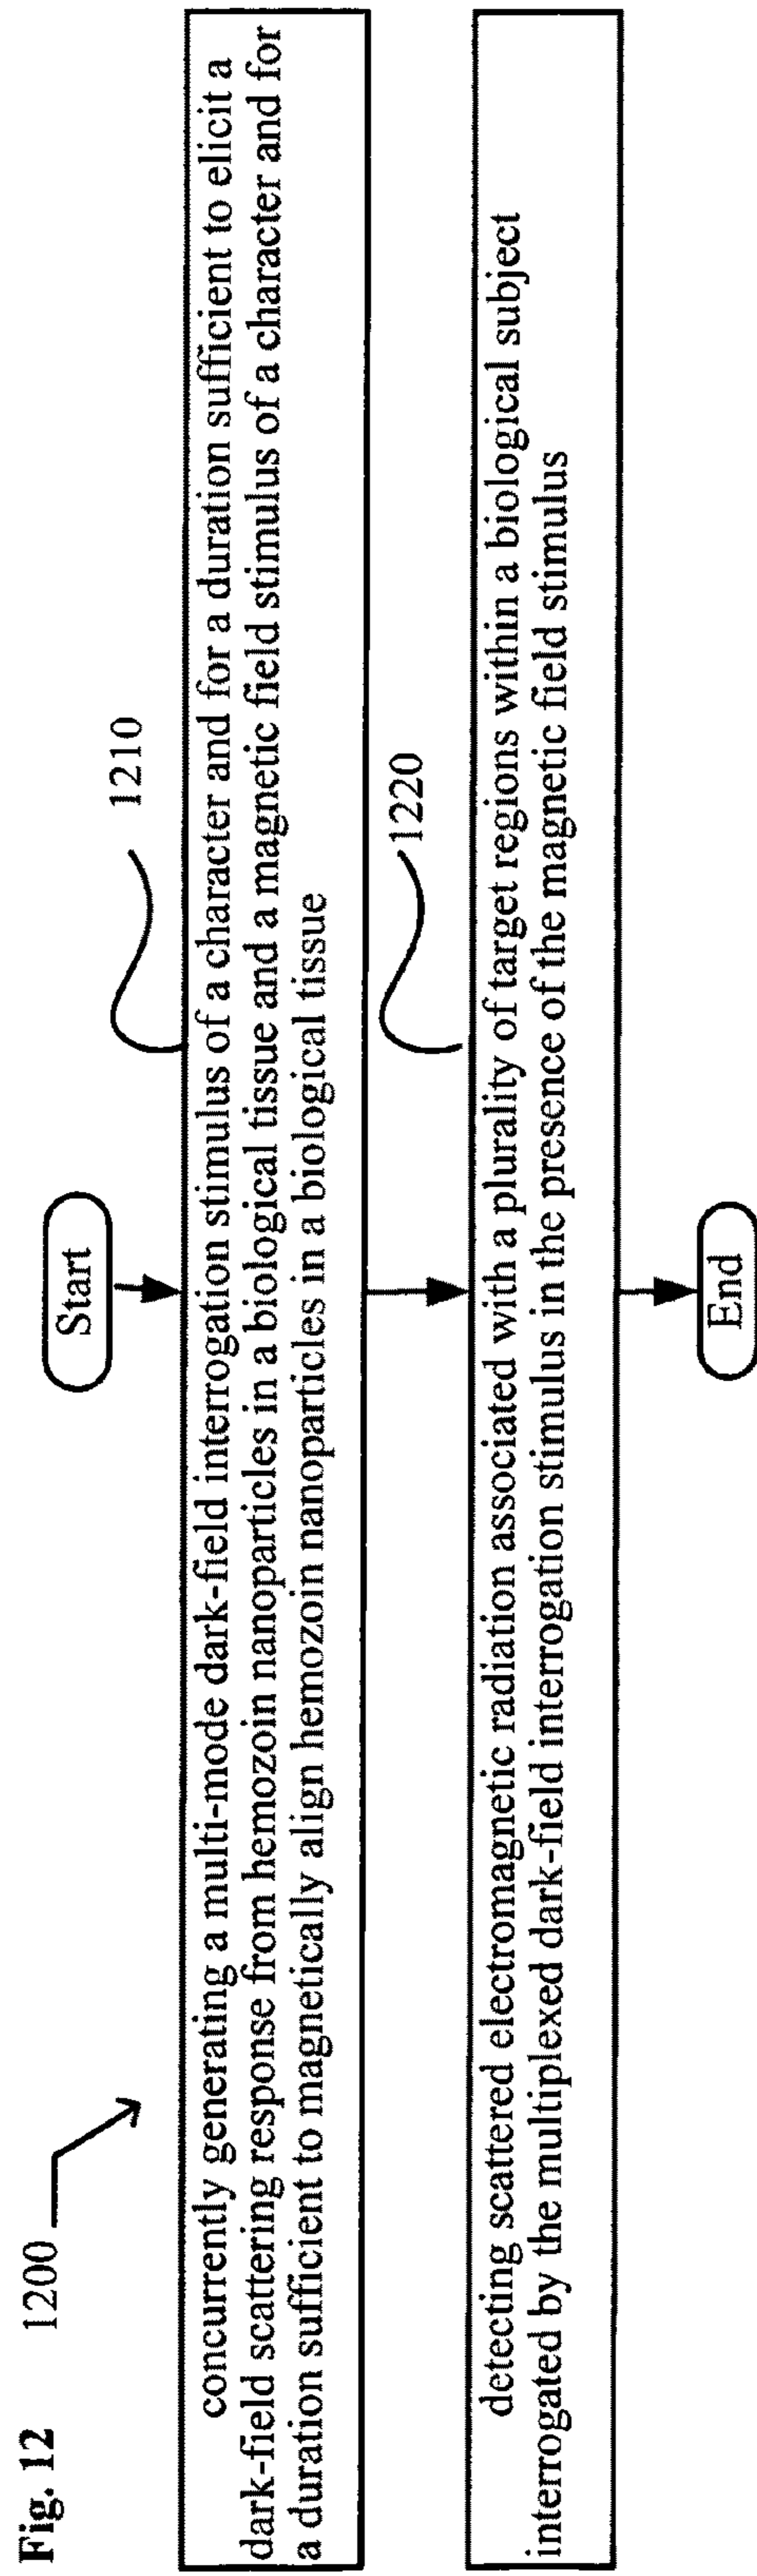 Fig. 12
1200
Start
1210
concurrently generating a multi-mode dark-field interrogation stimulus of a character and for a duration sufficient to elicit a
dark-field scattering response from hemozoin nanoparticles in a biological tissue and a magnetic field stimulus of a character and for
a duration sufficient to magnetically align hemozoin nanoparticles in a biological tissue
1220
detecting scattered electromagnetic radiation associated with a plurality of target regions within a biological subject
interrogated by the multiplexed dark-field interrogation stimulus in the presence of the magnetic field stimulus
End